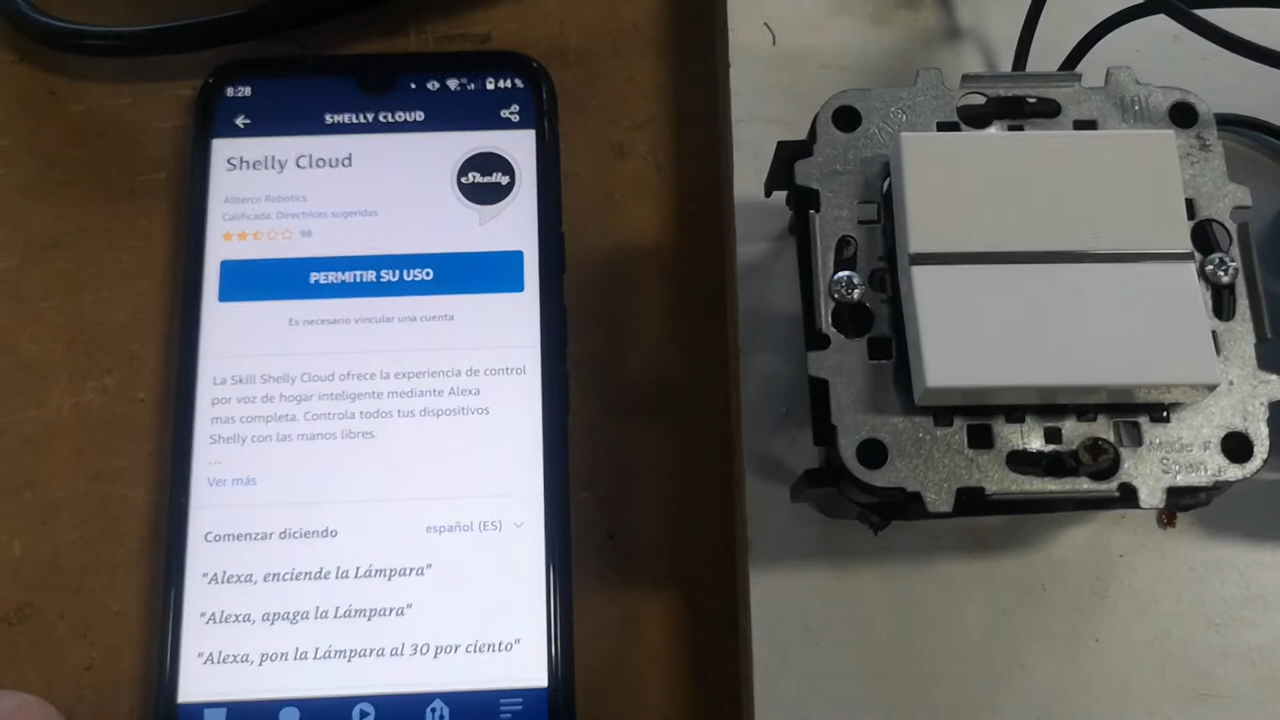 8:28
44 %
SHELLY CLOUD
Shelly Cloud
Shelly
Allterco Robotics
Calificada: Directrices sugeridas
98
PERMITIR SU USO
Es necesario vincular una cuenta
La Skill Shelly Cloud ofrece la experiencia de control
por voz de hogar inteligente mediante Alexa
mas completa. Controla todos tus dispositivos
Shelly con las manos libres.
...
Ver más
Comenzar diciendo
español (ES)
"Alexa, enciende la Lámpara"
"Alexa, apaga la Lámpara"
"Alexa, pon la Lámpara al 30 por ciento"
Made
Spain